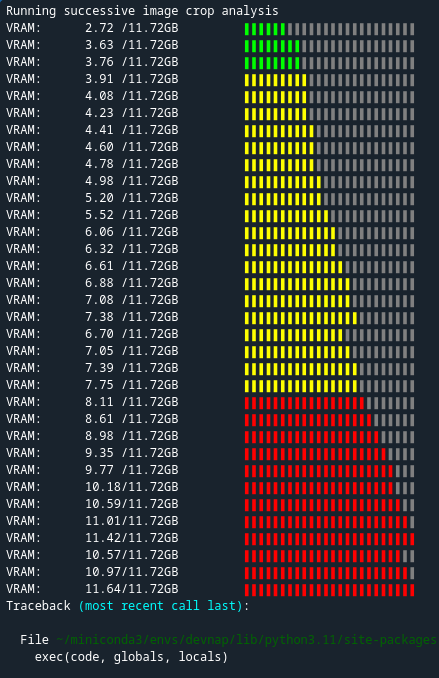 Running successive image crop analysis
VRAM: 2.72 /11.72GB
VRAM: 3.63 /11.72GB
VRAM: 3.76 /11.72GB
VRAM: 3.91 /11.72GB
VRAM: 4.08 /11.72GB
VRAM: 4.23 /11.72GB
VRAM: 4.41 /11.72GB
VRAM: 4.60 /11.72GB
VRAM: 4.78 /11.72GB
VRAM: 4.98 /11.72GB
VRAM: 5.20 /11.72GB
VRAM: 5.52 /11.72GB
VRAM: 6.06 /11.72GB
VRAM: 6.32 /11.72GB
VRAM: 6.61 /11.72GB
VRAM: 6.88 /11.72GB
VRAM: 7.08 /11.72GB
VRAM: 7.38 /11.72GB
VRAM: 6.70 /11.72GB
VRAM: 7.05 /11.72GB
VRAM: 7.39 /11.72GB
VRAM: 7.75 /11.72GB
VRAM: 8.11 /11.72GB
VRAM: 8.61 /11.72GB
VRAM: 8.98 /11.72GB
VRAM: 9.35 /11.72GB
VRAM: 9.77 /11.72GB
VRAM: 10.18/11.72GB
VRAM: 10.59/11.72GB
VRAM: 11.01/11.72GB
VRAM: 11.42/11.72GB
VRAM: 10.57/11.72GB
VRAM: 10.97/11.72GB
VRAM: 11.64/11.72GB
Traceback (most recent call last):
File ~/miniconda3/envs/devnap/lib/python3.11/site-packages
exec(code, globals, locals)